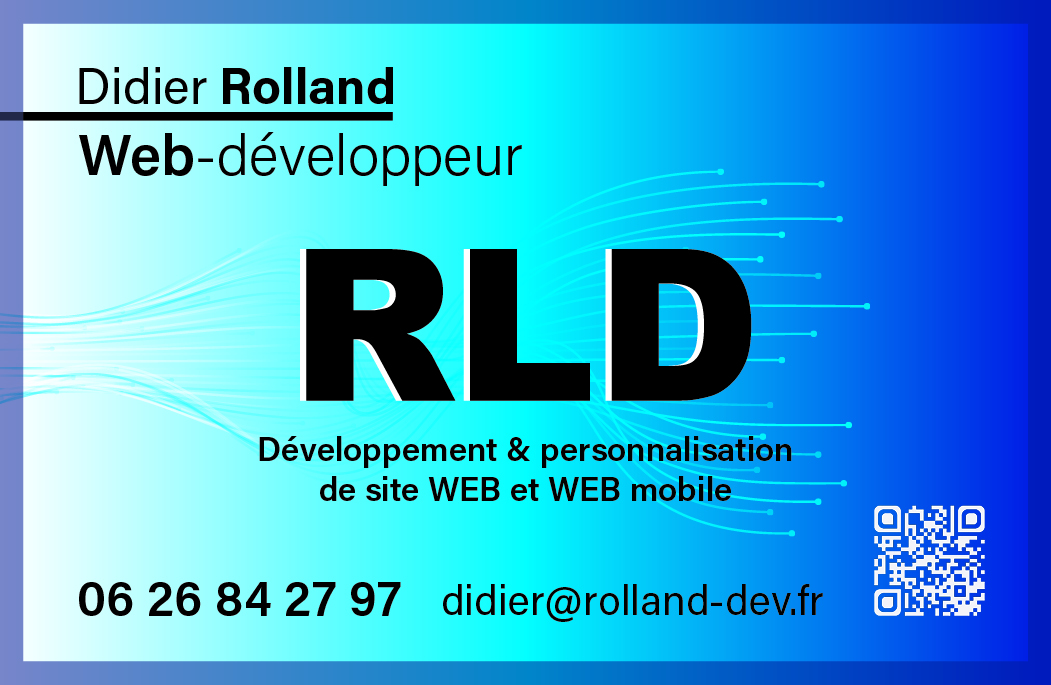 Didier Rolland
Web-développeur
RLD
Développement & personnalisation
de site WEB et WEB mobile
06 26 84 27 97 didier@rolland-dev.fr